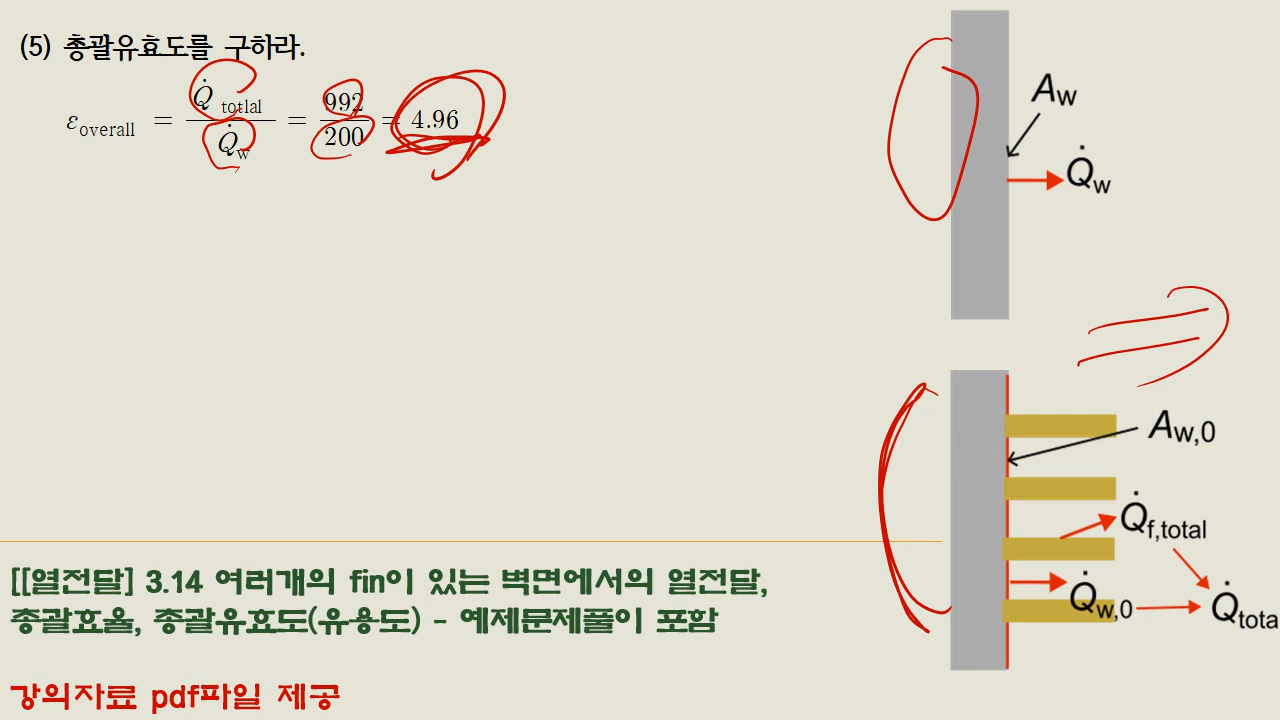 (5) 총괄유효도를 구하라.
ε_overall = Q̇_totlal / Q̇_w = 992 / 200 = 4.96
A_w
Q̇_w
A_w,0
Q̇_f,total
Q̇_w,0
Q̇_tota
[[열전달] 3.14 여러개의 fin이 있는 벽면에서의 열전달,
총괄효율, 총괄유효도(유용도) - 예제문제풀이 포함
강의자료 pdf파일 제공